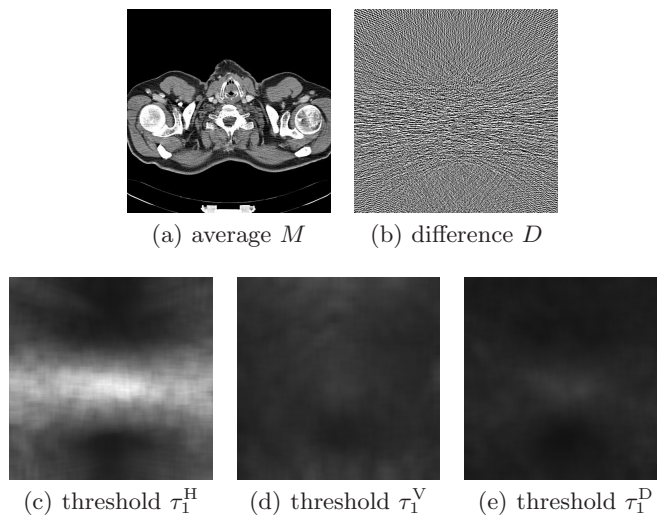 (a) average M
(b) difference D
(c) threshold τ₁ᴴ
(d) threshold τ₁ⱽ
(e) threshold τ₁ᴰ